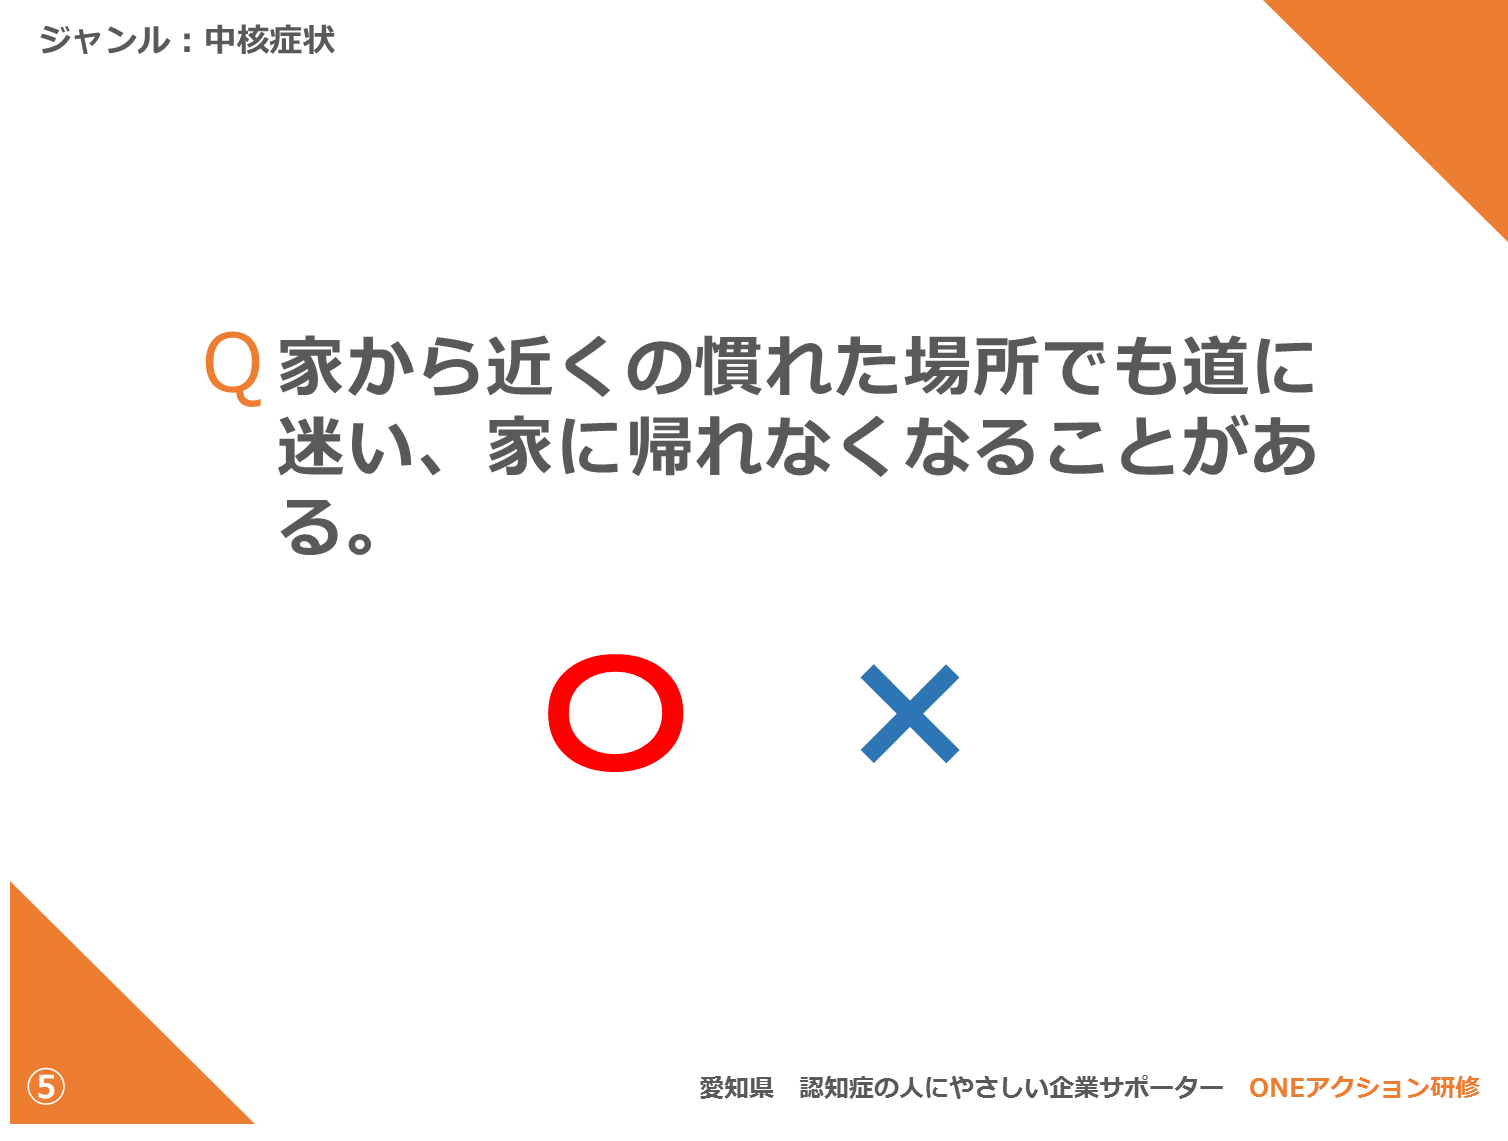 ジャンル：中核症状
Q 家から近くの慣れた場所でも道に
迷い、家に帰れなくなることがあ
る。
〇 ×
⑤
愛知県　認知症の人にやさしい企業サポーター　ONEアクション研修